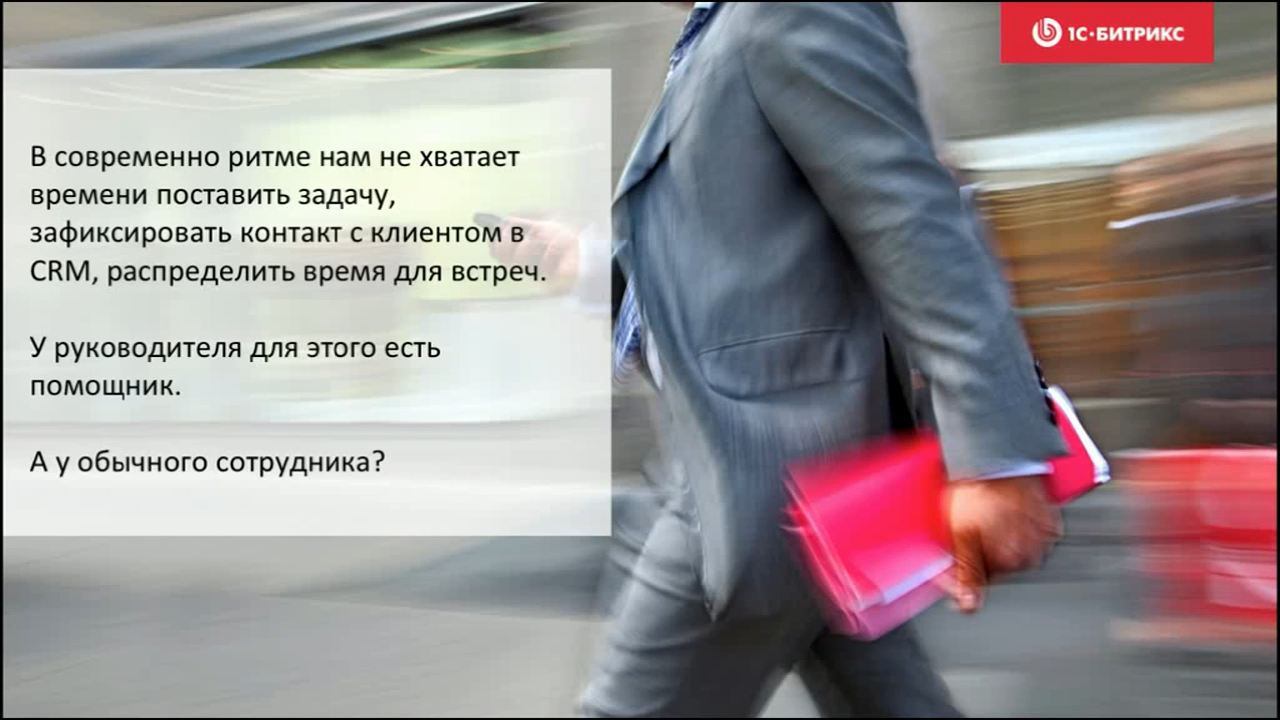 1С·БИТРИКС
В современно ритме нам не хватает
времени поставить задачу,
зафиксировать контакт с клиентом в
CRM, распределить время для встреч.
У руководителя для этого есть
помощник.
А у обычного сотрудника?